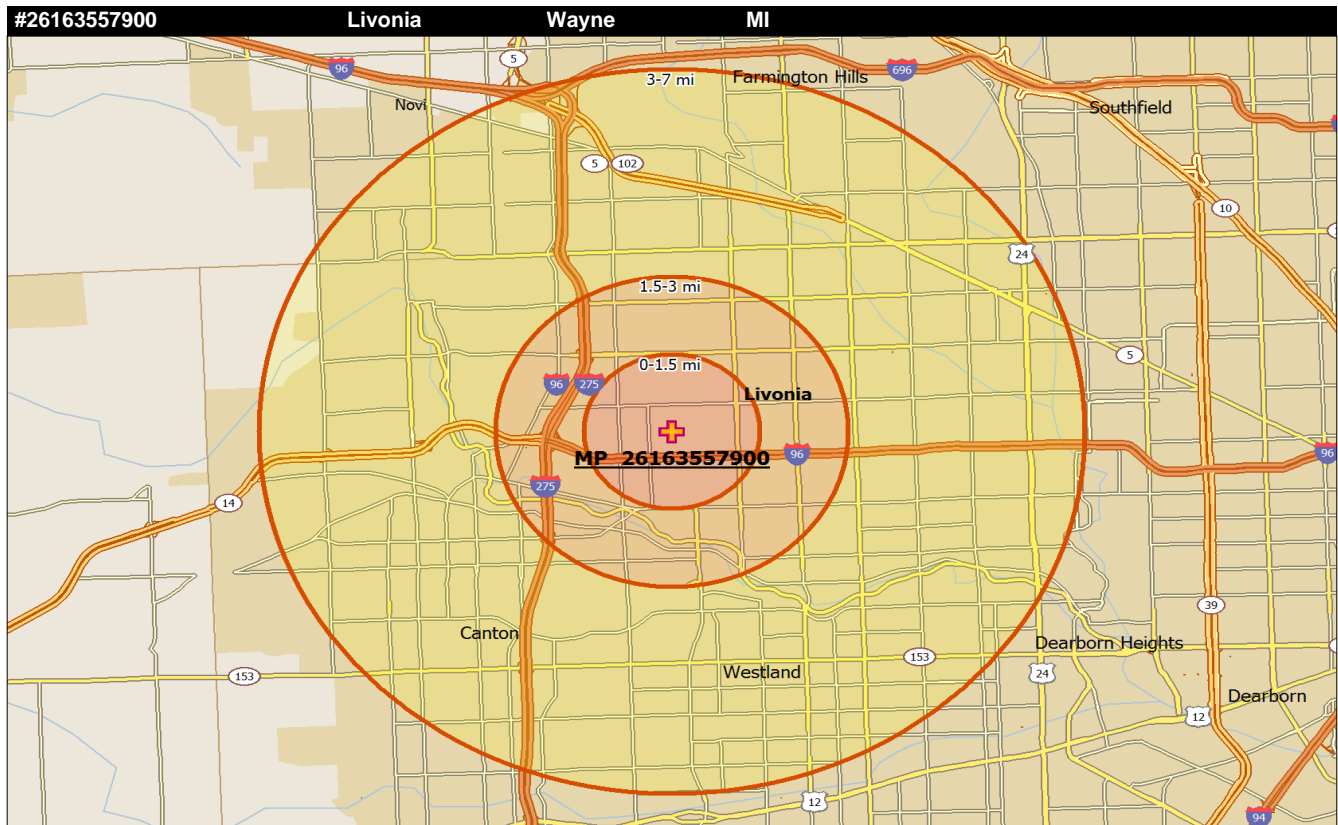 #26163557900 Livonia Wayne MI
5
96
3-7 mi
Farmington Hills
696
Novi
Southfield
5 102
10
24
1.5-3 mi
5
0-1.5 mi
96 275
Livonia
MP 26163557900
96
96
275
14
39
Canton
Dearborn Heights
153
153
Westland
24
Dearborn
12
12
94